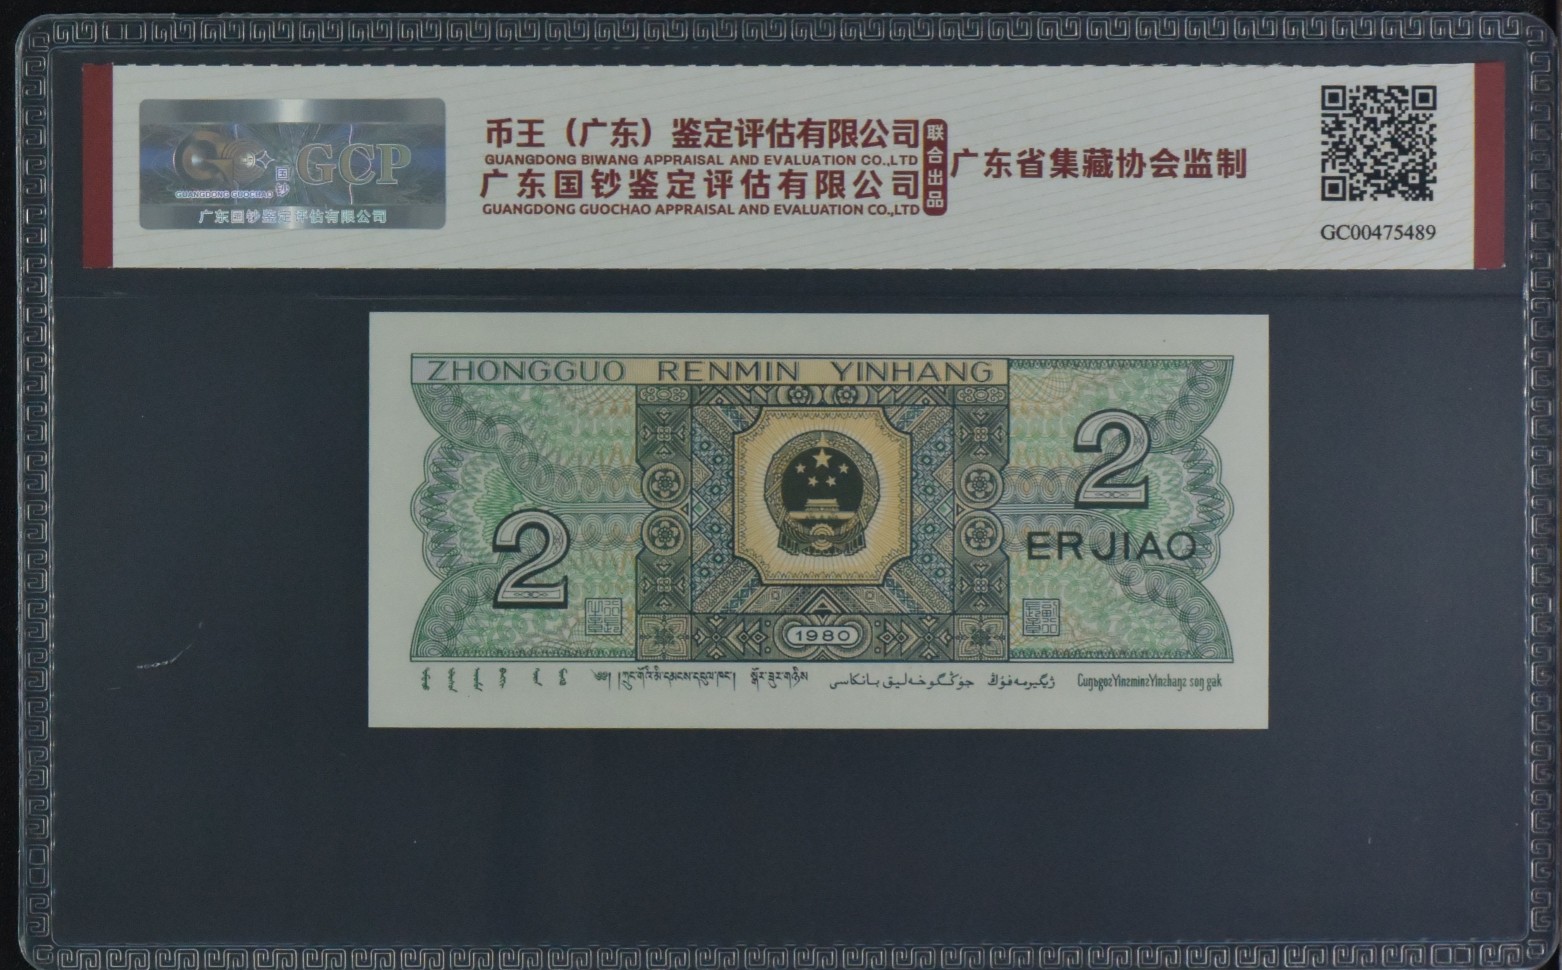 GCP
国钞
GUANGDONG GUOCHAO
广东国钞鉴定评估有限公司
币王（广东）鉴定评估有限公司
GUANGDONG BIWANG APPRAISAL AND EVALUATION CO.,LTD
广东国钞鉴定评估有限公司
GUANGDONG GUOCHAO APPRAISAL AND EVALUATION CO.,LTD
联合出品
广东省集藏协会监制
GC00475489
ZHONGGUO RENMIN YINHANG
2
2
ERJIAO
1980
CuŋƅgozYinzminzYinzhaŋz soŋ gak